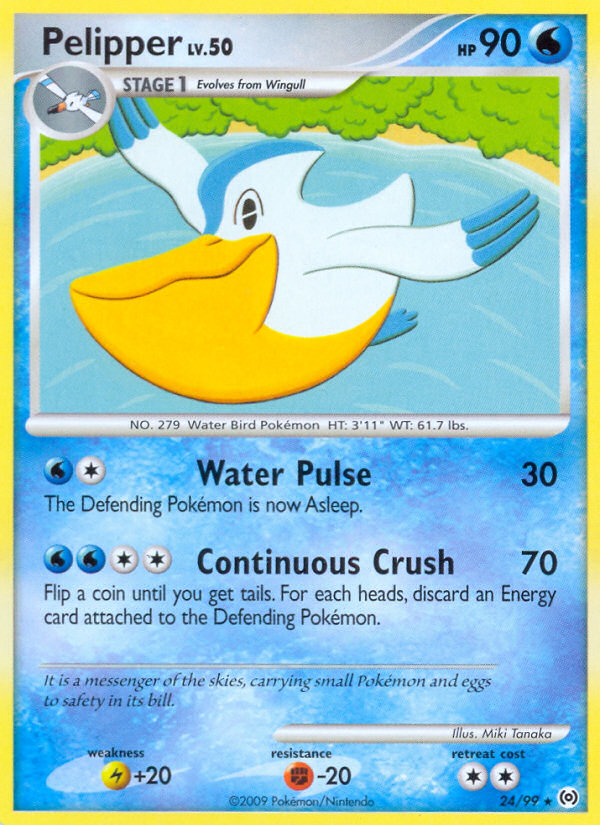 Pelipper LV.50 HP 90
STAGE 1 Evolves from Wingull
NO. 279 Water Bird Pokémon HT: 3'11" WT: 61.7 lbs.
Water Pulse 30
The Defending Pokémon is now Asleep.
Continuous Crush 70
Flip a coin until you get tails. For each heads, discard an Energy
card attached to the Defending Pokémon.
It is a messenger of the skies, carrying small Pokémon and eggs
to safety in its bill.
Illus. Miki Tanaka
weakness resistance retreat cost
+20 -20
©2009 Pokémon/Nintendo 24/99 ★